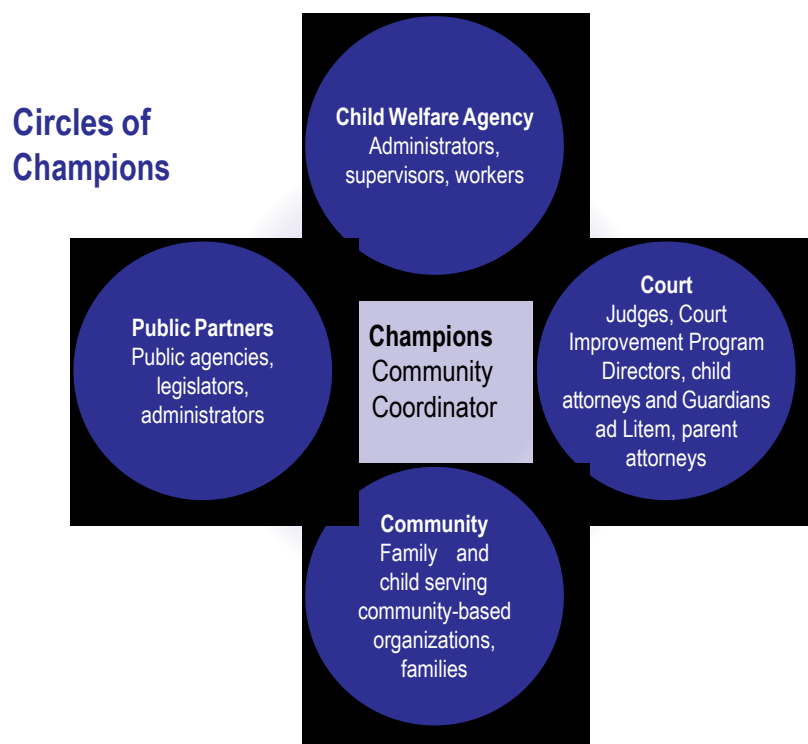 Circles of
Champions
Child Welfare Agency
Administrators,
supervisors, workers
Public Partners
Public agencies,
legislators,
administrators
Champions
Community
Coordinator
Court
Judges, Court
Improvement Program
Directors, child
attorneys and Guardians
ad Litem, parent
attorneys
Community
Family and
child serving
community-based
organizations,
families